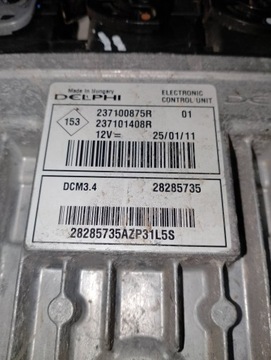 Made in Hungary
DELPHI
ELECTRONIC
CONTROL UNIT
153
237100875R 01
237101408R
12V= 25/01/11
DCM3.4 28285735
28285735AZP31L5S